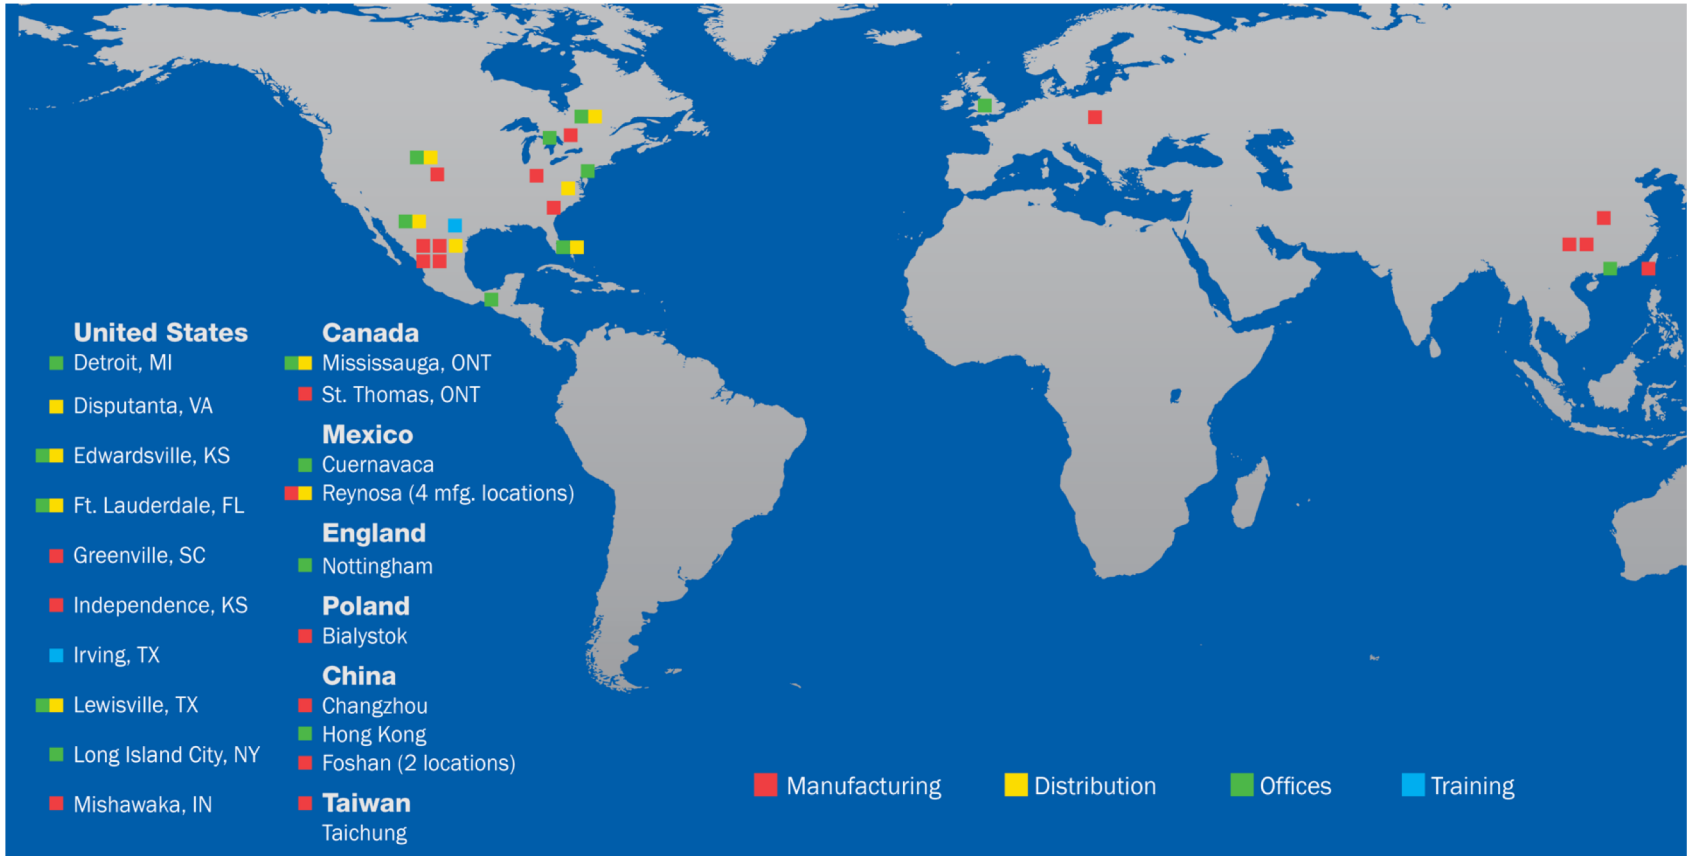 United States
Detroit, MI
Disputanta, VA
Edwardsville, KS
Ft. Lauderdale, FL
Greenville, SC
Independence, KS
Irving, TX
Lewisville, TX
Long Island City, NY
Mishawaka, IN
Canada
Mississauga, ONT
St. Thomas, ONT
Mexico
Cuernavaca
Reynosa (4 mfg. locations)
England
Nottingham
Poland
Bialystok
China
Changzhou
Hong Kong
Foshan (2 locations)
Taiwan
Taichung
Manufacturing
Distribution
Offices
Training